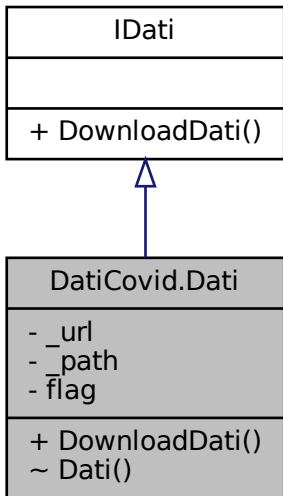 IDati
+ DownloadDati()
DatiCovid.Dati
- _url
- _path
- flag
+ DownloadDati()
~ Dati()